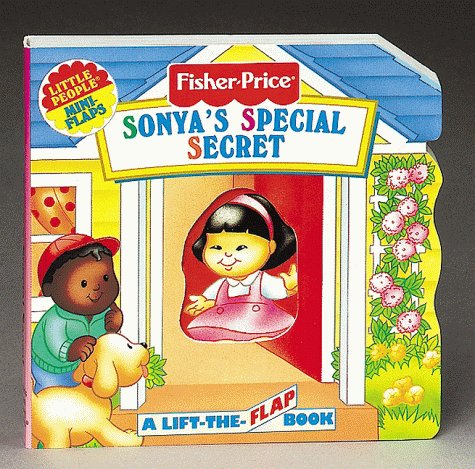 LITTLE PEOPLE®
MINI-
FLAPS
Fisher-Price®
SONYA'S SPECIAL
SECRET
A LIFT-THE-FLAP BOOK